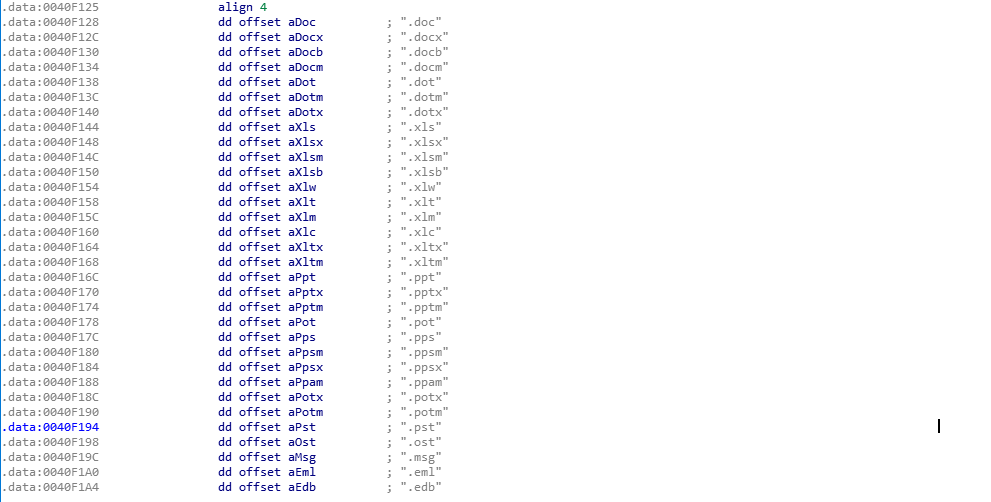 .data:0040F125 align 4
.data:0040F128 dd offset aDoc ; ".doc"
.data:0040F12C dd offset aDocx ; ".docx"
.data:0040F130 dd offset aDocb ; ".docb"
.data:0040F134 dd offset aDocm ; ".docm"
.data:0040F138 dd offset aDot ; ".dot"
.data:0040F13C dd offset aDotm ; ".dotm"
.data:0040F140 dd offset aDotx ; ".dotx"
.data:0040F144 dd offset aXls ; ".xls"
.data:0040F148 dd offset aXlsx ; ".xlsx"
.data:0040F14C dd offset aXlsm ; ".xlsm"
.data:0040F150 dd offset aXlsb ; ".xlsb"
.data:0040F154 dd offset aXlw ; ".xlw"
.data:0040F158 dd offset aXlt ; ".xlt"
.data:0040F15C dd offset aXlm ; ".xlm"
.data:0040F160 dd offset aXlc ; ".xlc"
.data:0040F164 dd offset aXltx ; ".xltx"
.data:0040F168 dd offset aXltm ; ".xltm"
.data:0040F16C dd offset aPpt ; ".ppt"
.data:0040F170 dd offset aPptx ; ".pptx"
.data:0040F174 dd offset aPptm ; ".pptm"
.data:0040F178 dd offset aPot ; ".pot"
.data:0040F17C dd offset aPps ; ".pps"
.data:0040F180 dd offset aPpsm ; ".ppsm"
.data:0040F184 dd offset aPpsx ; ".ppsx"
.data:0040F188 dd offset aPpam ; ".ppam"
.data:0040F18C dd offset aPotx ; ".potx"
.data:0040F190 dd offset aPotm ; ".potm"
.data:0040F194 dd offset aPst ; ".pst"
.data:0040F198 dd offset aOst ; ".ost"
.data:0040F19C dd offset aMsg ; ".msg"
.data:0040F1A0 dd offset aEml ; ".eml"
.data:0040F1A4 dd offset aEdb ; ".edb"